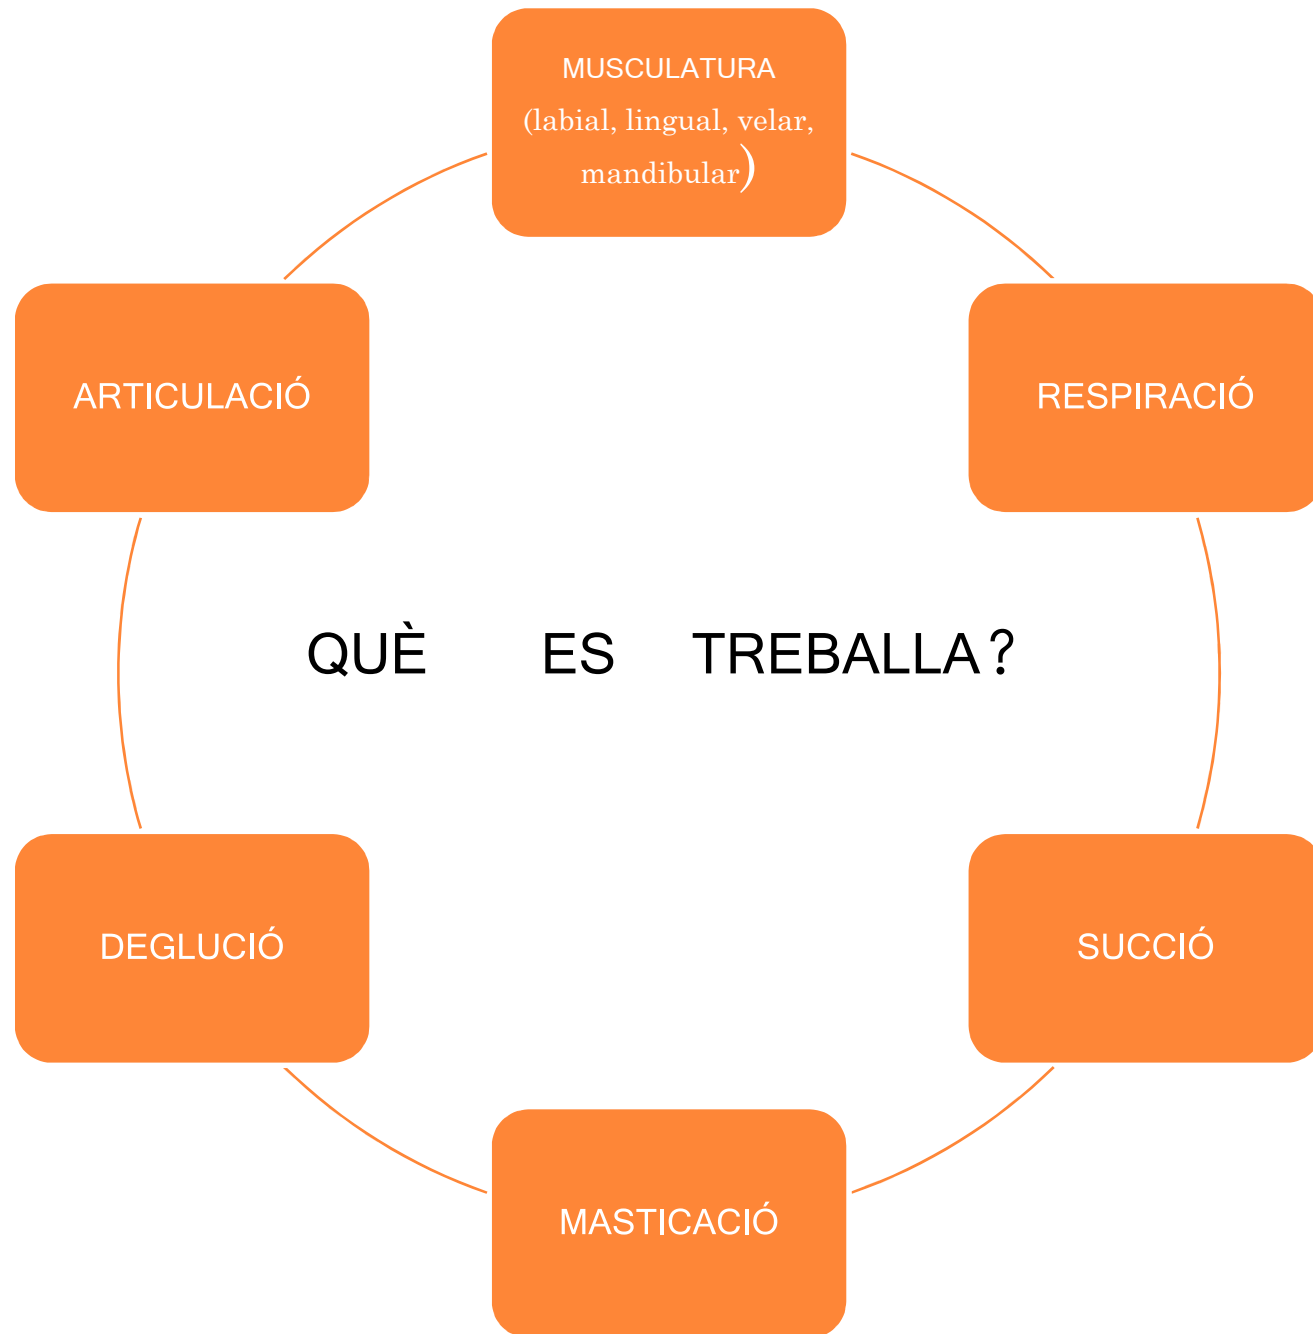 MUSCULATURA
(labial, lingual, velar,
mandibular)
ARTICULACIÓ
RESPIRACIÓ
QUÈ ES TREBALLA?
DEGLUCIÓ
SUCCIÓ
MASTICACIÓ